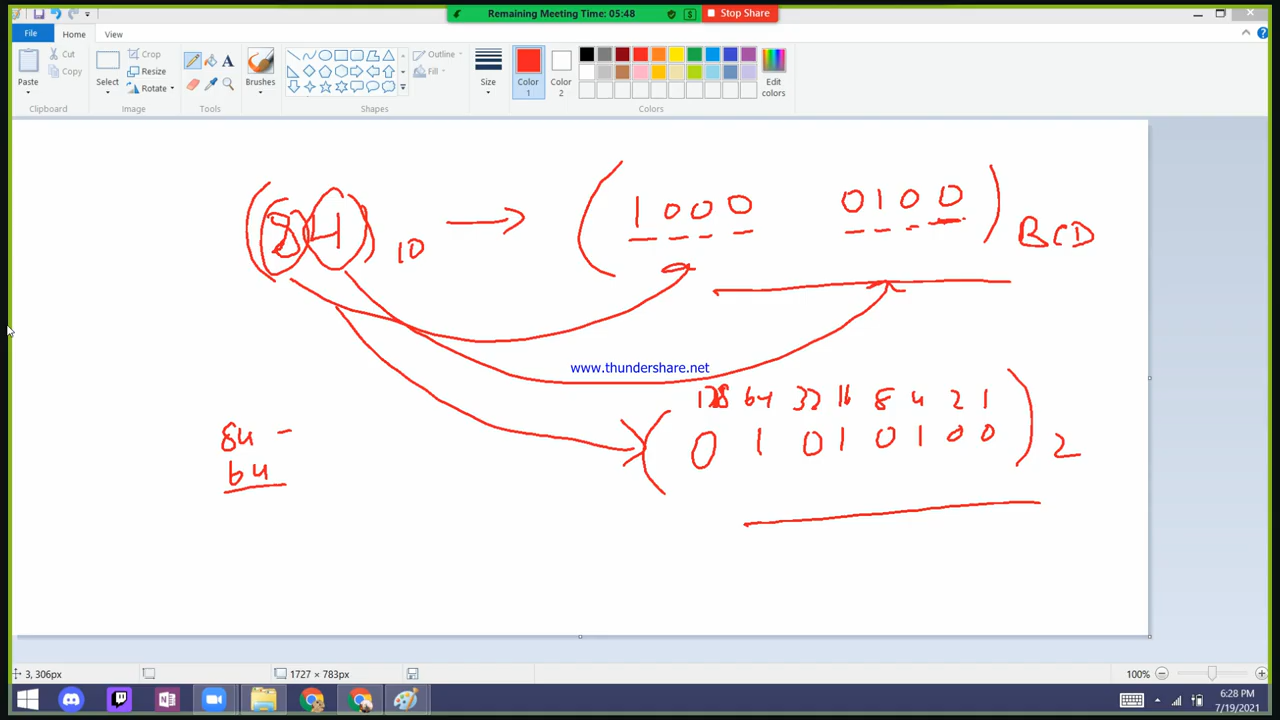 Remaining Meeting Time: 05:48 $ Stop Share
File Home View
Paste Cut Copy Select Crop Resize Rotate A Brushes Outline Fill Size Color 1 Color 2 Edit colors
Clipboard Image Tools Shapes Colors
(84)10 → (1000 0100)BCD
www.thundershare.net
128 64 32 16 8 4 2 1
(0 1 0 1 0 1 0 0)2
84 -
64
3, 306px 1727 × 783px 100%
6:28 PM
7/19/2021